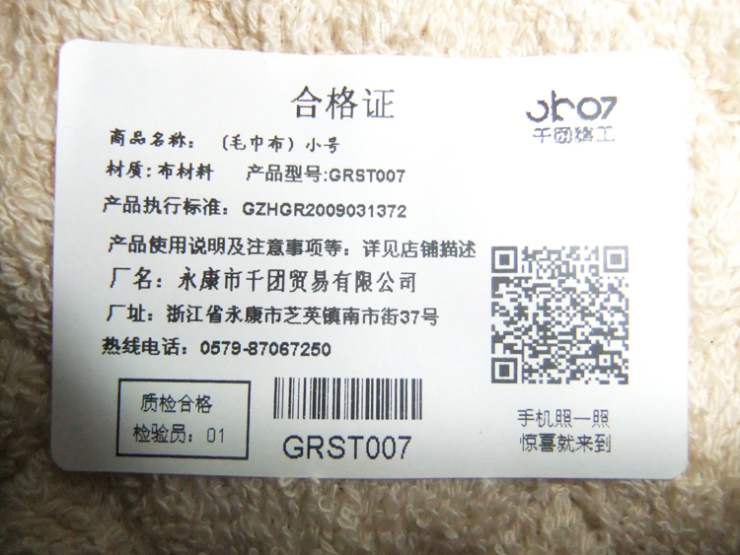 合格证
千团精工
商品名称：（毛巾布）小号
材质：布材料 产品型号:GRST007
产品执行标准：GZHGR2009031372
产品使用说明及注意事项等：详见店铺描述
厂名：永康市千团贸易有限公司
厂址：浙江省永康市芝英镇南市街37号
热线电话：0579-87067250
质检合格
检验员：01
GRST007
手机照一照
惊喜就来到